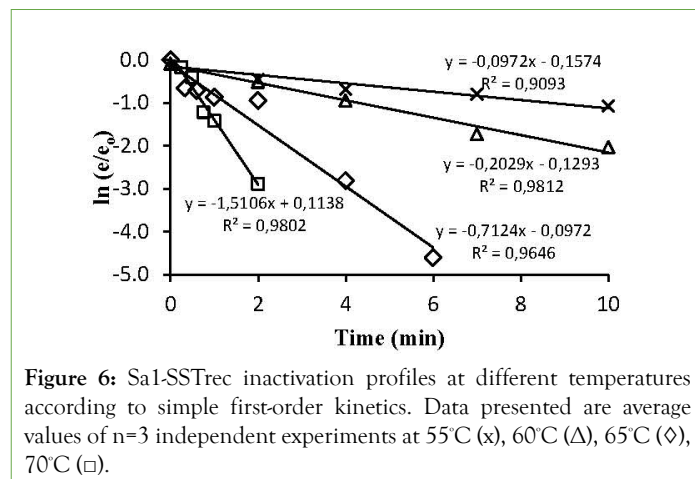 0.0
-1.0
-2.0
-3.0
-4.0
-5.0
ln (e/e₀)
y = -0,0972x - 0,1574
R² = 0,9093
y = -0,2029x - 0,1293
R² = 0,9812
y = -1,5106x + 0,1138
R² = 0,9802
y = -0,7124x - 0,0972
R² = 0,9646
0 2 4 6 8 10
Time (min)
Figure 6: Sa1-SSTrec inactivation profiles at different temperatures
according to simple first-order kinetics. Data presented are average
values of n=3 independent experiments at 55°C (x), 60°C (Δ), 65°C (◊),
70°C (□).